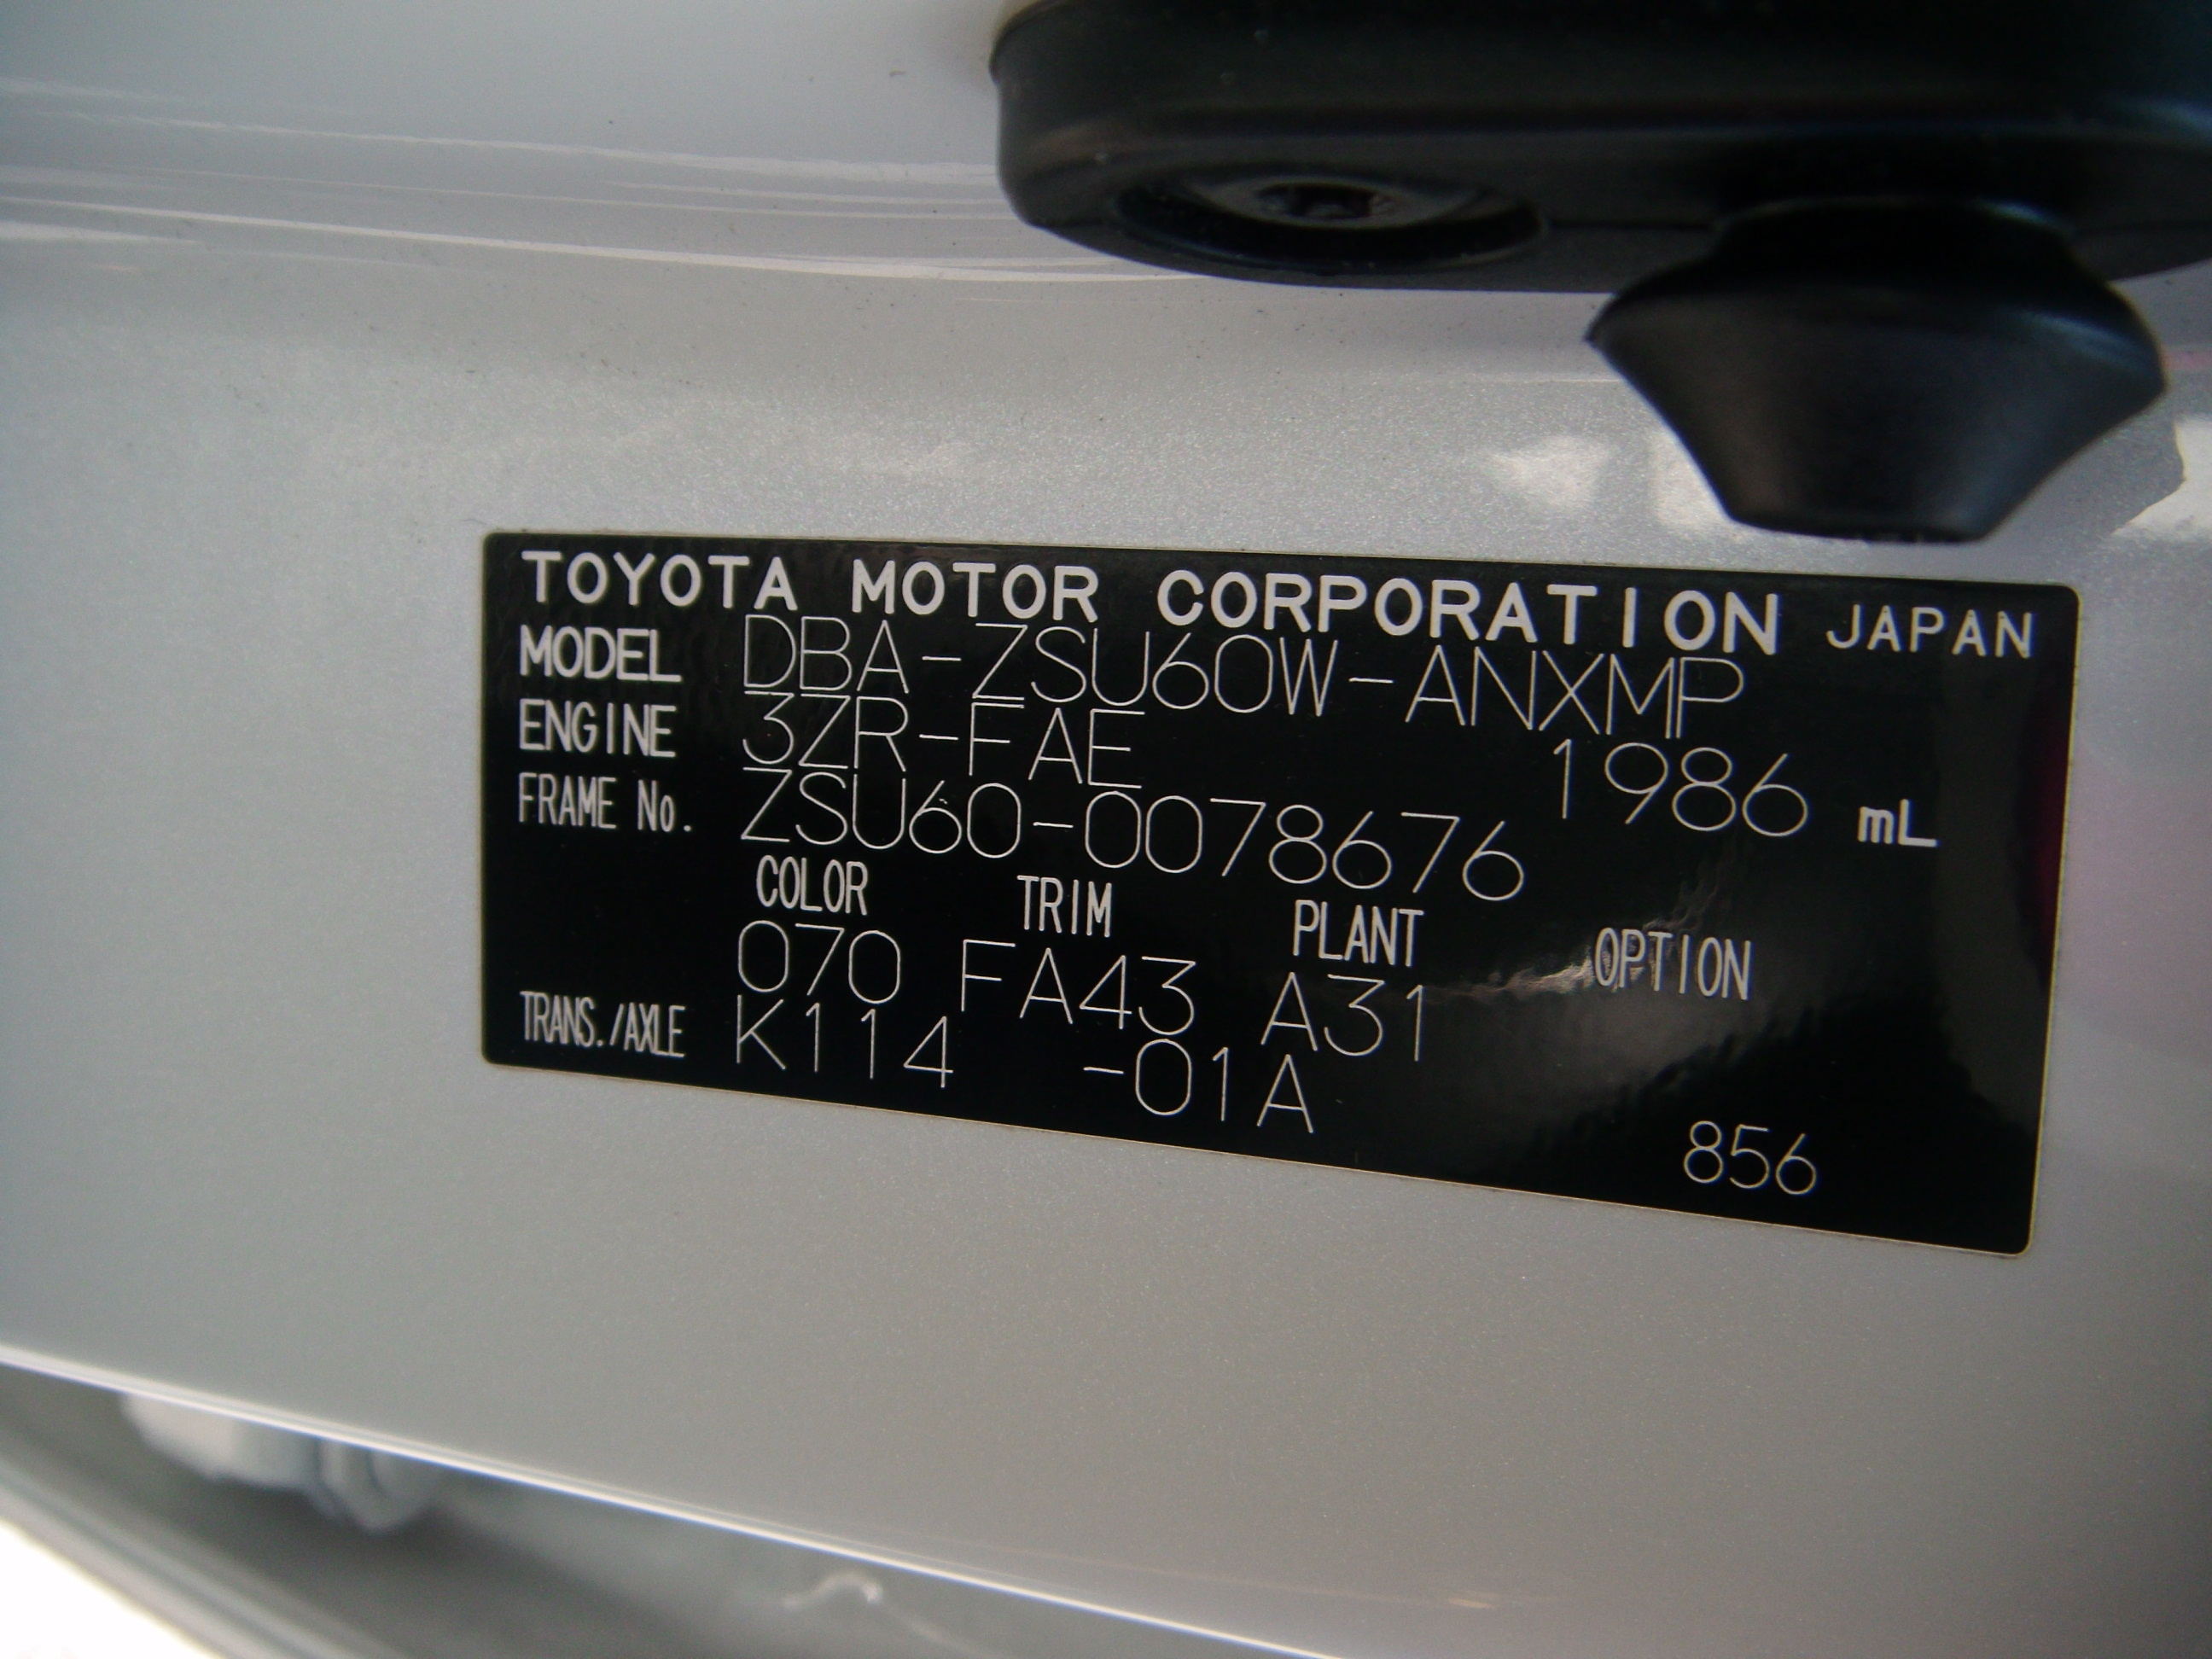 TOYOTA MOTOR CORPORATION JAPAN
MODEL DBA-ZSU60W-ANXMP
ENGINE 3ZR-FAE 1986 mL
FRAME No. ZSU60-0078676
COLOR TRIM PLANT OPTION
070 FA43 A31
TRANS./AXLE K114 -01A
856